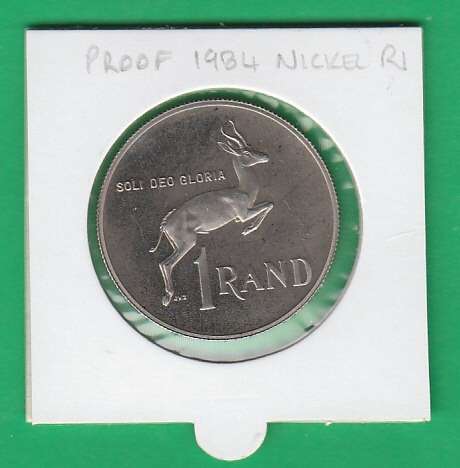 PROOF 1984 NICKEL R1
SOLI DEO GLORIA
1 RAND